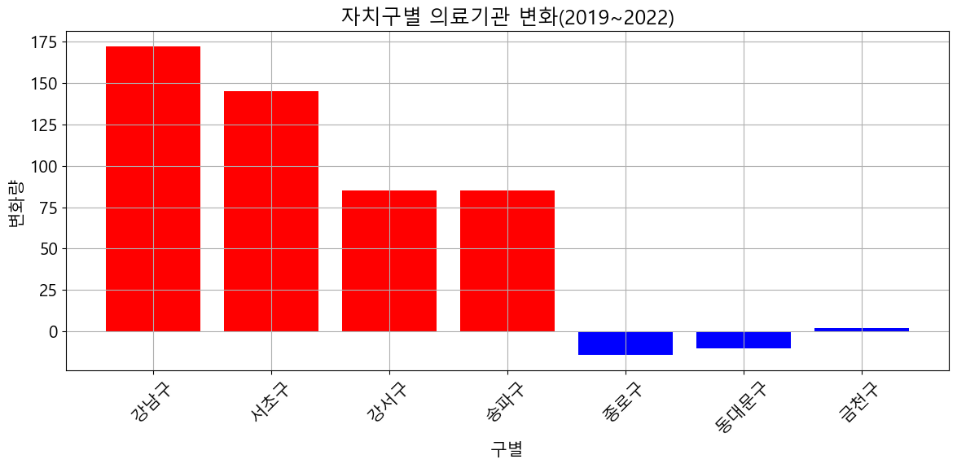 자치구별 의료기관 변화(2019~2022)
175
150
125
100
75
50
25
0
변화량
강남구
서초구
강서구
송파구
종로구
동대문구
금천구
구별